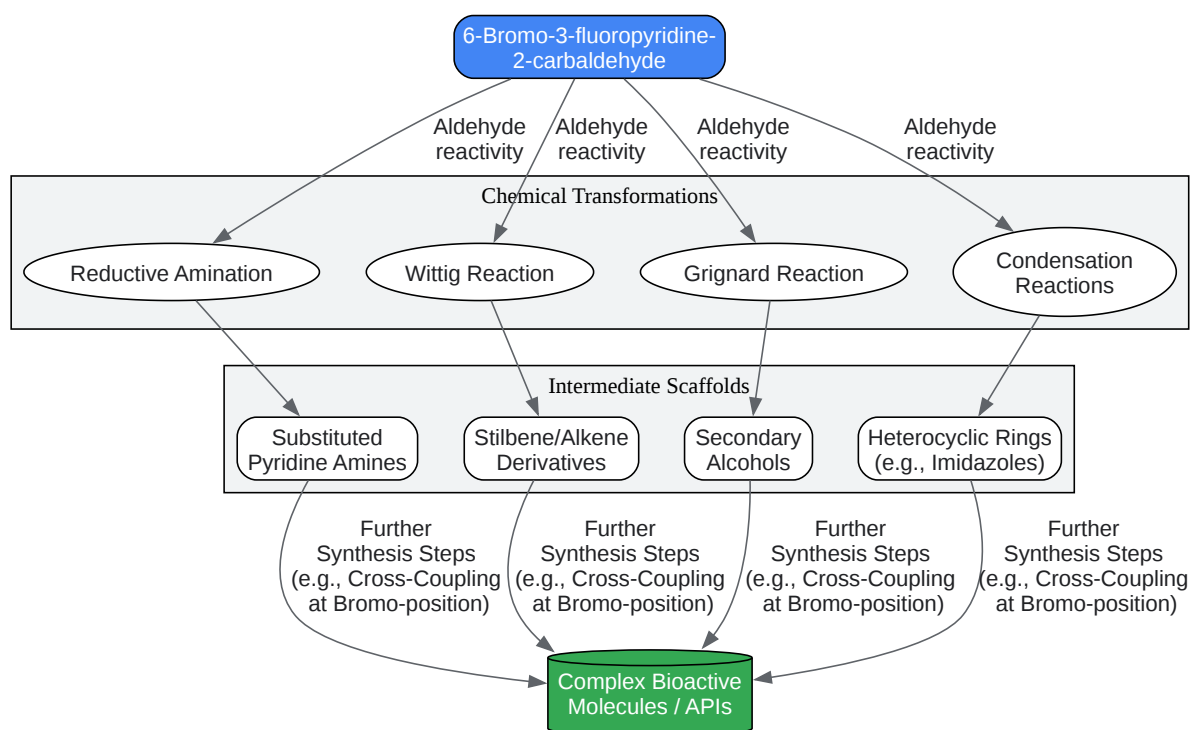 6-Bromo-3-fluoropyridine-
2-carbaldehyde
Aldehyde
reactivity
Aldehyde
reactivity
Aldehyde
reactivity
Aldehyde
reactivity
Chemical Transformations
Reductive Amination
Wittig Reaction
Grignard Reaction
Condensation
Reactions
Intermediate Scaffolds
Substituted
Pyridine Amines
Stilbene/Alkene
Derivatives
Secondary
Alcohols
Heterocyclic Rings
(e.g., Imidazoles)
Further
Synthesis Steps
(e.g., Cross-Coupling
at Bromo-position)
Further
Synthesis Steps
(e.g., Cross-Coupling
at Bromo-position)
Further
Synthesis Steps
(e.g., Cross-Coupling
at Bromo-position)
Further
Synthesis Steps
(e.g., Cross-Coupling
at Bromo-position)
Complex Bioactive
Molecules / APIs